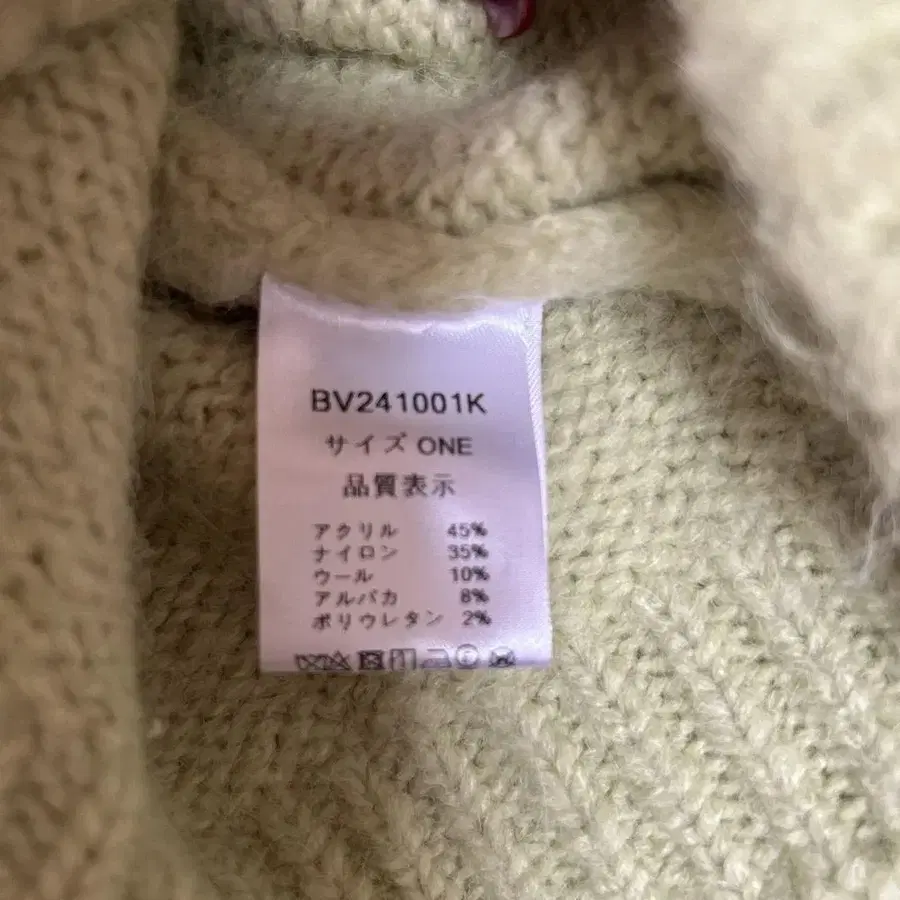 BV241001K
サイズ ONE
品質表示
アクリル 45%
ナイロン 35%
ウール 10%
アルパカ 8%
ポリウレタン 2%